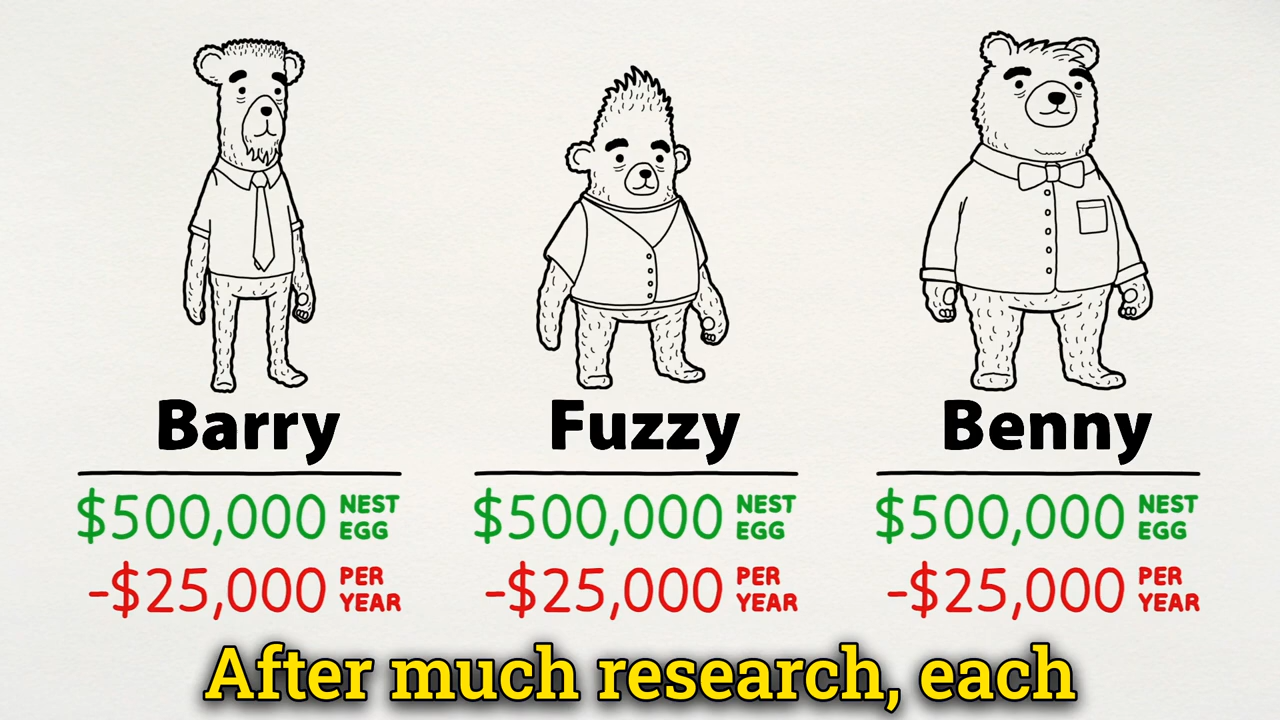 Barry
Fuzzy
Benny
$500,000 NEST EGG
$500,000 NEST EGG
$500,000 NEST EGG
-$25,000 PER YEAR
-$25,000 PER YEAR
-$25,000 PER YEAR
After much research, each